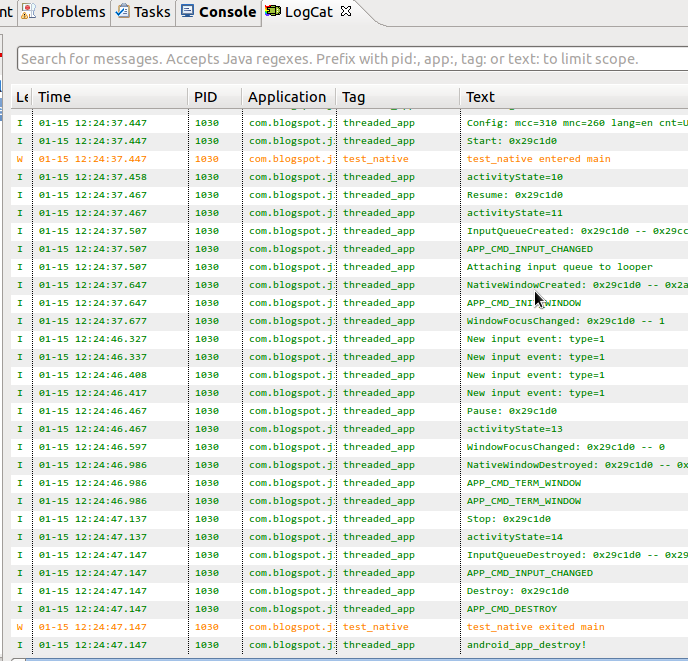 nt Problems Tasks Console LogCat
Search for messages. Accepts Java regexes. Prefix with pid:, app:, tag: or text: to limit scope.
Le Time PID Application Tag Text
I 01-15 12:24:37.447 1030 com.blogspot.j threaded_app Config: mcc=310 mnc=260 lang=en cnt=U
I 01-15 12:24:37.447 1030 com.blogspot.j threaded_app Start: 0x29c1d0
W 01-15 12:24:37.447 1030 com.blogspot.j test_native test_native entered main
I 01-15 12:24:37.458 1030 com.blogspot.j threaded_app activityState=10
I 01-15 12:24:37.467 1030 com.blogspot.j threaded_app Resume: 0x29c1d0
I 01-15 12:24:37.467 1030 com.blogspot.j threaded_app activityState=11
I 01-15 12:24:37.507 1030 com.blogspot.j threaded_app InputQueueCreated: 0x29c1d0 -- 0x29cc
I 01-15 12:24:37.507 1030 com.blogspot.j threaded_app APP_CMD_INPUT_CHANGED
I 01-15 12:24:37.507 1030 com.blogspot.j threaded_app Attaching input queue to looper
I 01-15 12:24:37.647 1030 com.blogspot.j threaded_app NativeWindowCreated: 0x29c1d0 -- 0x2a
I 01-15 12:24:37.647 1030 com.blogspot.j threaded_app APP_CMD_INIT_WINDOW
I 01-15 12:24:37.677 1030 com.blogspot.j threaded_app WindowFocusChanged: 0x29c1d0 -- 1
I 01-15 12:24:46.327 1030 com.blogspot.j threaded_app New input event: type=1
I 01-15 12:24:46.337 1030 com.blogspot.j threaded_app New input event: type=1
I 01-15 12:24:46.408 1030 com.blogspot.j threaded_app New input event: type=1
I 01-15 12:24:46.417 1030 com.blogspot.j threaded_app New input event: type=1
I 01-15 12:24:46.467 1030 com.blogspot.j threaded_app Pause: 0x29c1d0
I 01-15 12:24:46.467 1030 com.blogspot.j threaded_app activityState=13
I 01-15 12:24:46.597 1030 com.blogspot.j threaded_app WindowFocusChanged: 0x29c1d0 -- 0
I 01-15 12:24:46.986 1030 com.blogspot.j threaded_app NativeWindowDestroyed: 0x29c1d0 -- 0x
I 01-15 12:24:46.986 1030 com.blogspot.j threaded_app APP_CMD_TERM_WINDOW
I 01-15 12:24:46.986 1030 com.blogspot.j threaded_app APP_CMD_TERM_WINDOW
I 01-15 12:24:47.137 1030 com.blogspot.j threaded_app Stop: 0x29c1d0
I 01-15 12:24:47.137 1030 com.blogspot.j threaded_app activityState=14
I 01-15 12:24:47.147 1030 com.blogspot.j threaded_app InputQueueDestroyed: 0x29c1d0 -- 0x29
I 01-15 12:24:47.147 1030 com.blogspot.j threaded_app APP_CMD_INPUT_CHANGED
I 01-15 12:24:47.147 1030 com.blogspot.j threaded_app Destroy: 0x29c1d0
I 01-15 12:24:47.147 1030 com.blogspot.j threaded_app APP_CMD_DESTROY
W 01-15 12:24:47.147 1030 com.blogspot.j test_native test_native exited main
I 01-15 12:24:47.147 1030 com.blogspot.j threaded_app android_app_destroy!